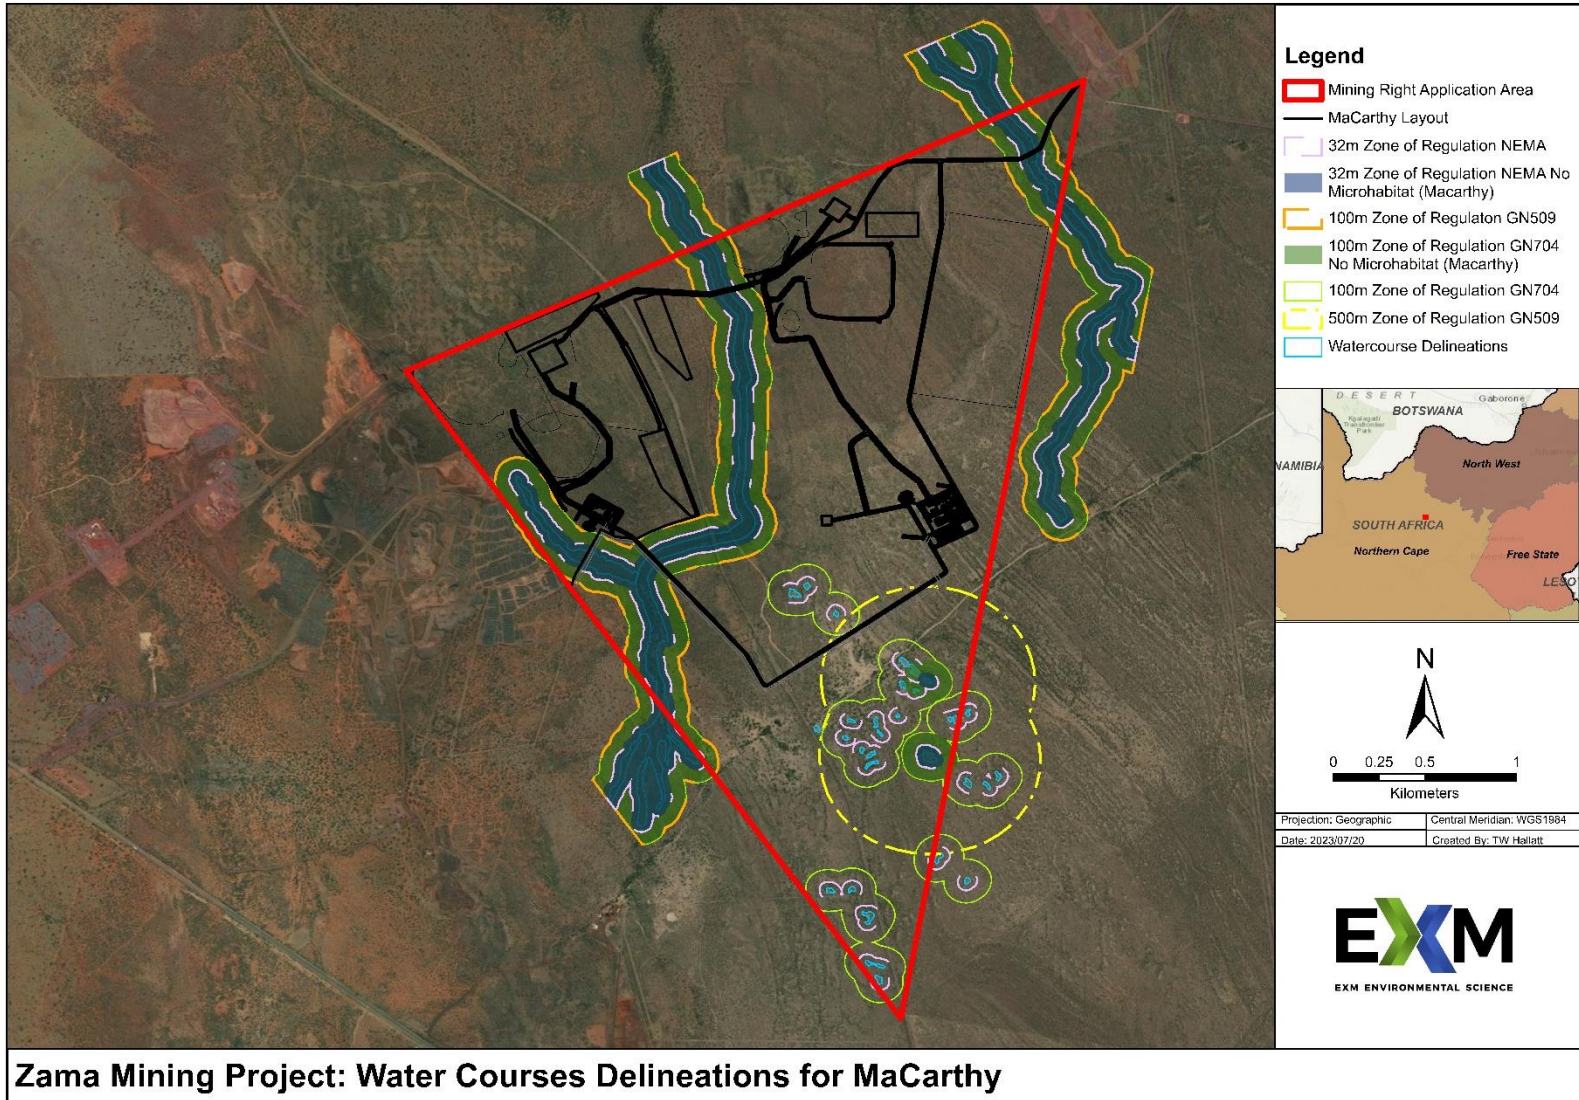 Legend
Mining Right Application Area
MaCarthy Layout
32m Zone of Regulation NEMA
32m Zone of Regulation NEMA No
Microhabitat (Macarthy)
100m Zone of Regulaton GN509
100m Zone of Regulation GN704
No Microhabitat (Macarthy)
100m Zone of Regulation GN704
500m Zone of Regulation GN509
Watercourse Delineations
DESERT
Gaborone
BOTSWANA
Kgalagadi
Transfrontier
Park
NAMIBIA
North West
SOUTH AFRICA
Northern Cape
Free State
LESO
N
0 0.25 0.5 1
Kilometers
Projection: Geographic
Central Meridian: WGS1984
Date: 2023/07/20
Created By: TW Hallatt
EXM
EXM ENVIRONMENTAL SCIENCE
Zama Mining Project: Water Courses Delineations for MaCarthy